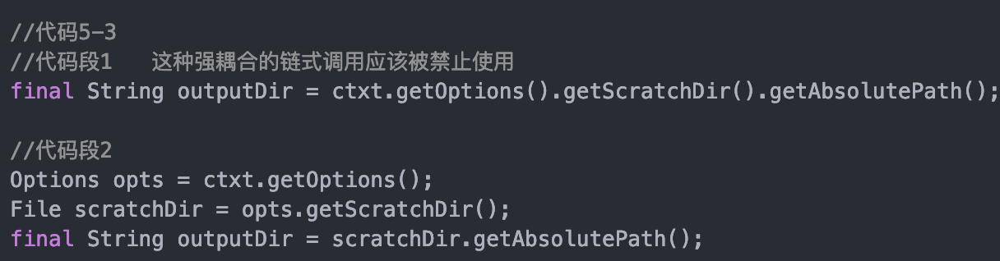 //代码5-3
//代码段1   这种强耦合的链式调用应该被禁止使用
final String outputDir = ctxt.getOptions().getScratchDir().getAbsolutePath();
//代码段2
Options opts = ctxt.getOptions();
File scratchDir = opts.getScratchDir();
final String outputDir = scratchDir.getAbsolutePath();